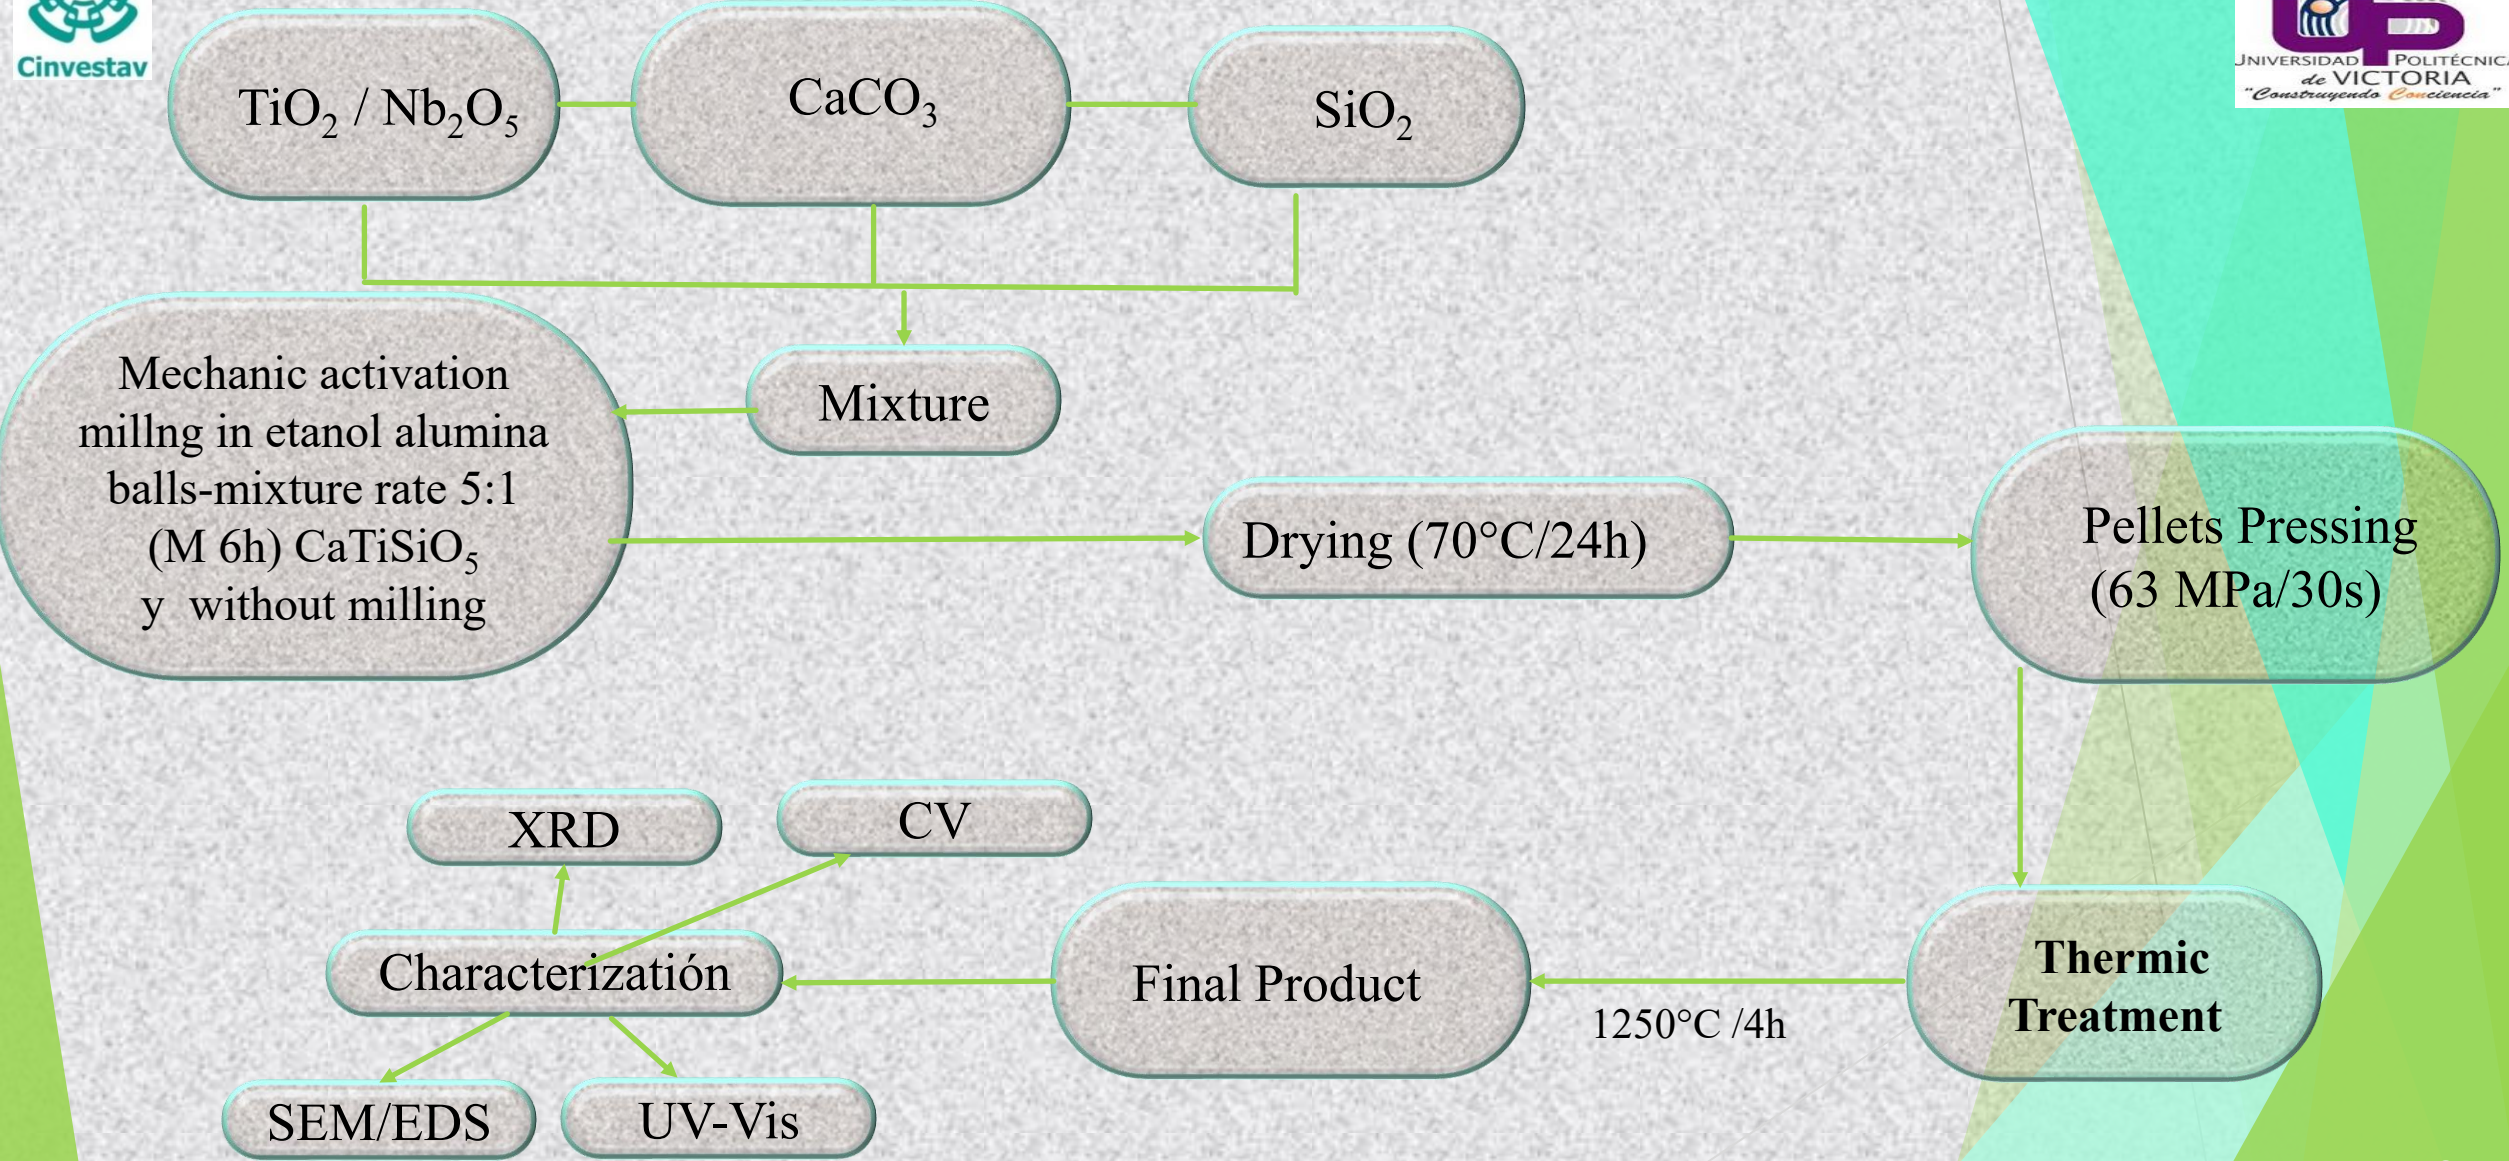 Cinvestav
UNIVERSIDAD POLITÉCNICA
de VICTORIA
"Construyendo Conciencia"
TiO₂ / Nb₂O₅
CaCO₃
SiO₂
Mixture
Mechanic activation
millng in etanol alumina
balls-mixture rate 5:1
(M 6h) CaTiSiO₅
y without milling
Drying (70°C/24h)
Pellets Pressing
(63 MPa/30s)
Thermic
Treatment
1250°C /4h
Final Product
Characterizatión
XRD
CV
SEM/EDS
UV-Vis